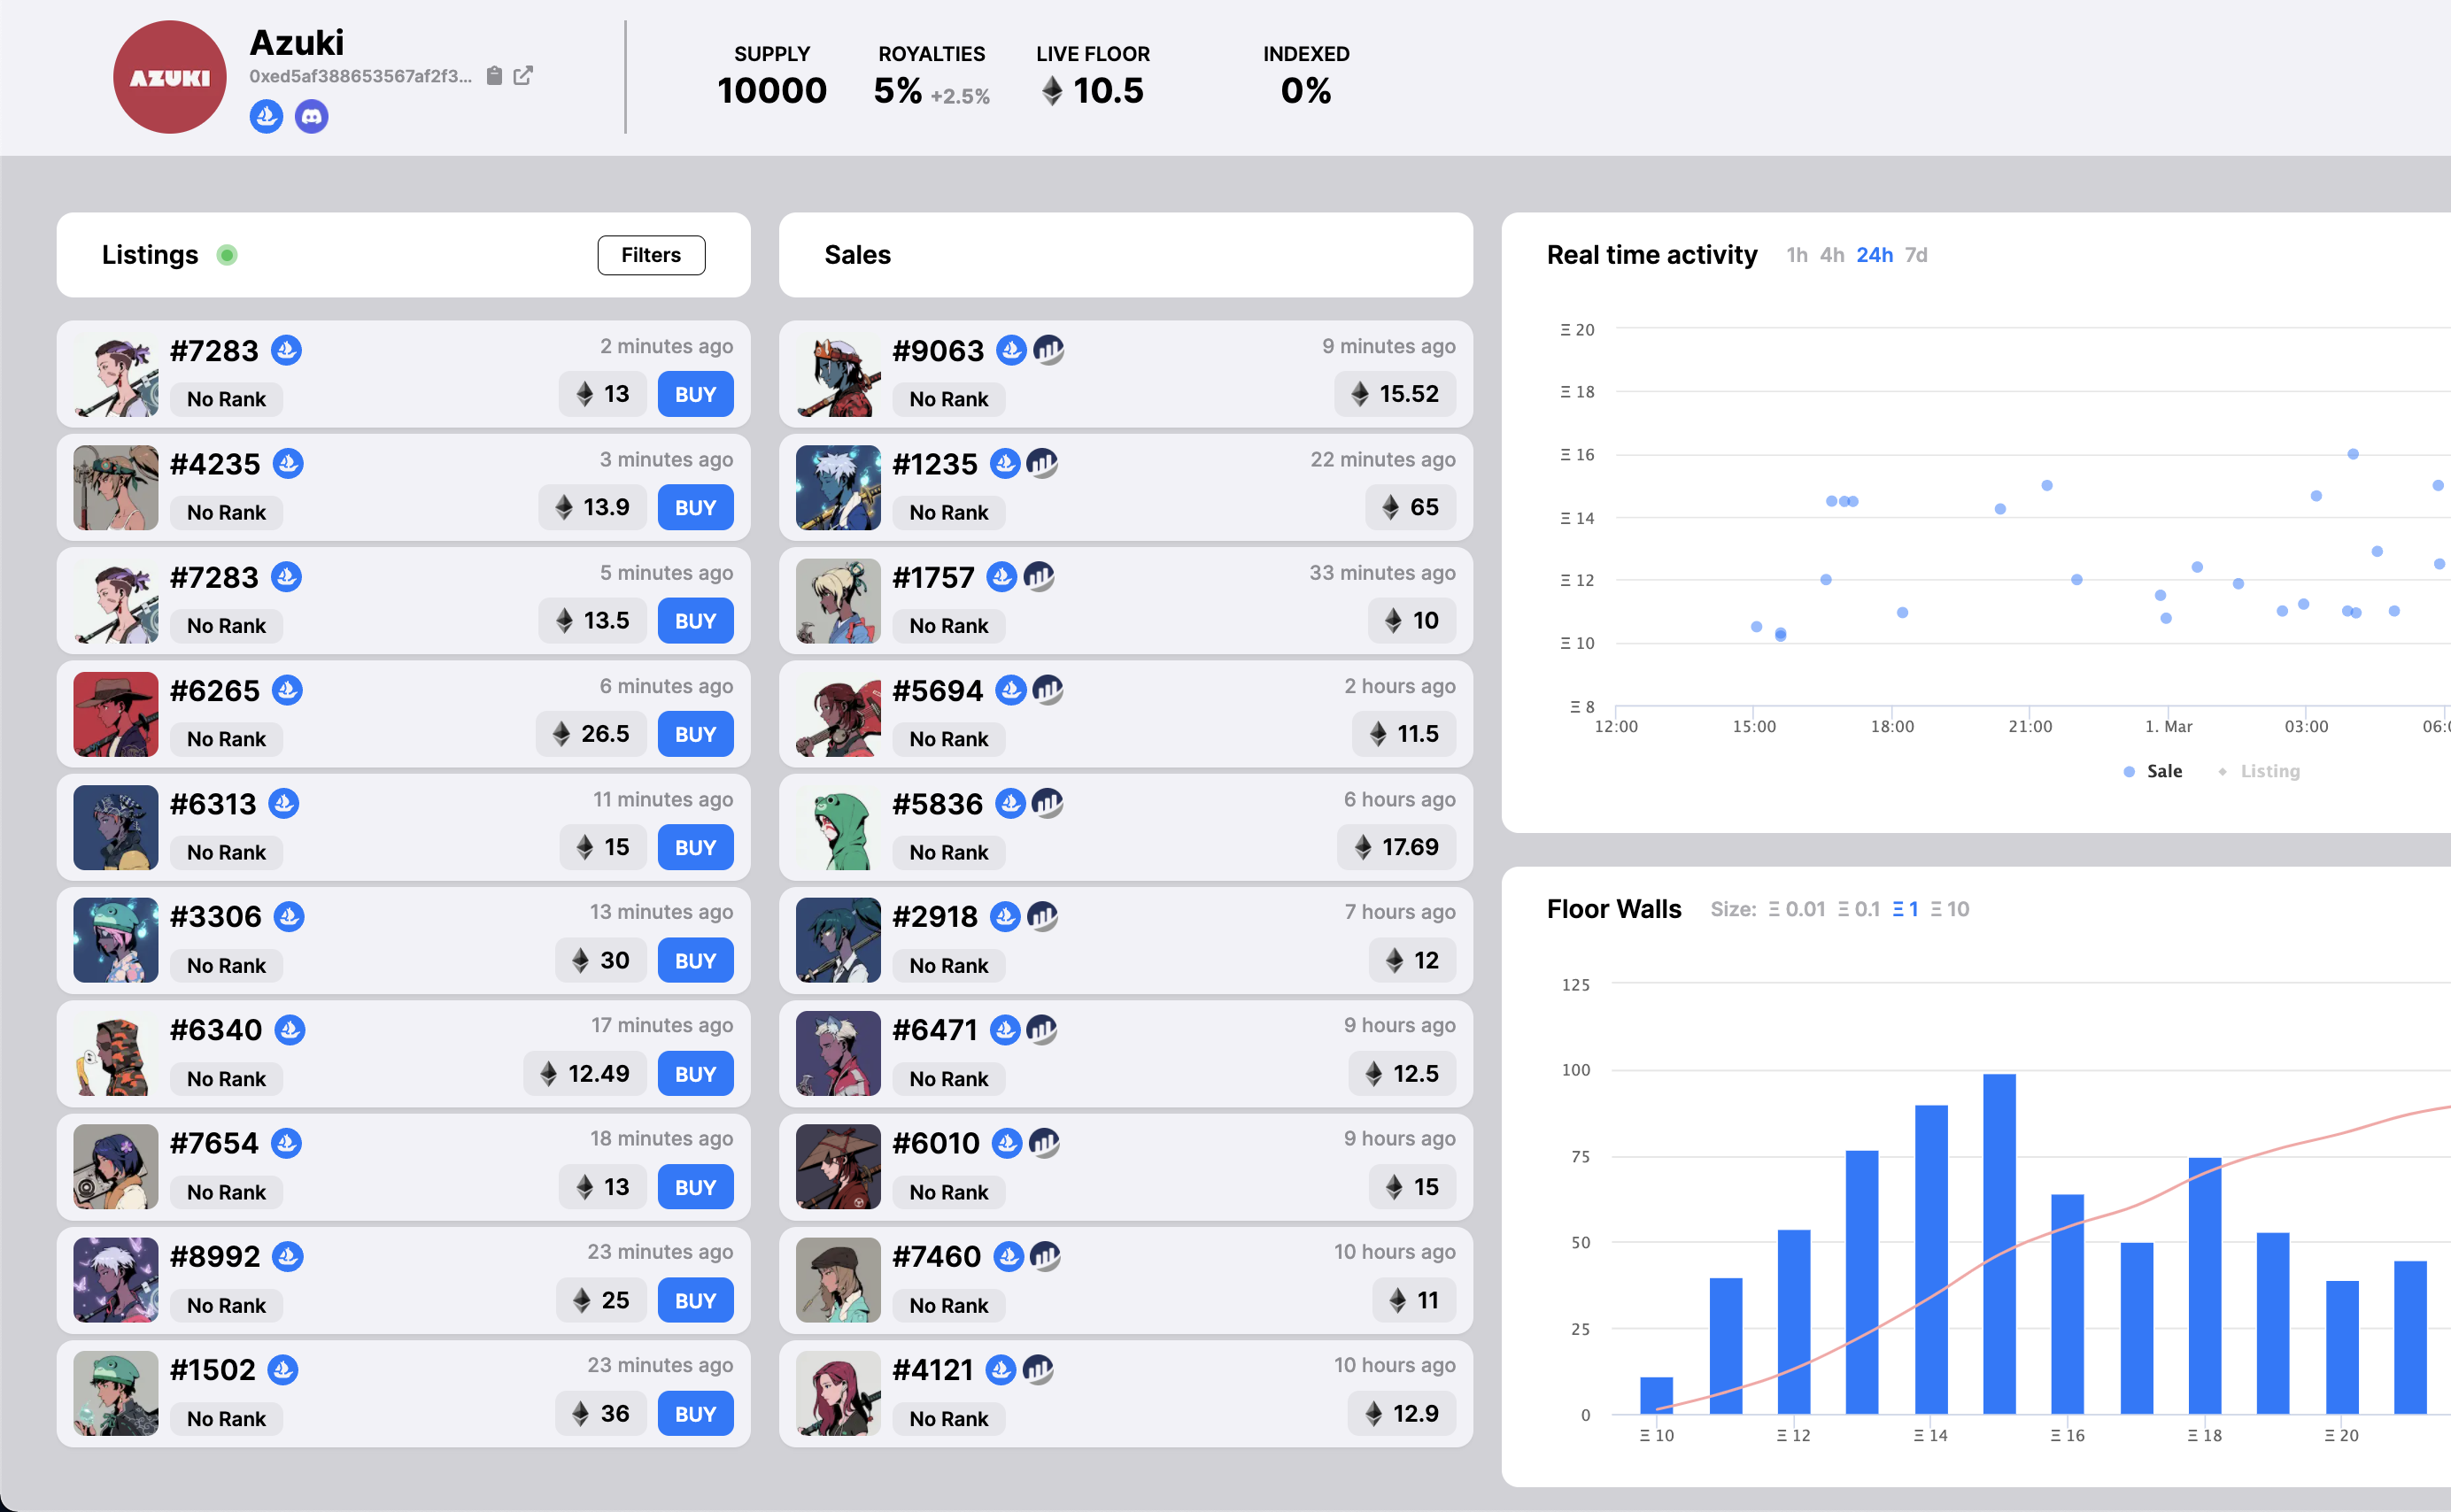 AZUKI
Azuki
0xed5af388653567af2f3...
SUPPLY
10000
ROYALTIES
5% +2.5%
LIVE FLOOR
10.5
INDEXED
0%
Listings
Filters
#7283
2 minutes ago
No Rank
13
BUY
#4235
3 minutes ago
No Rank
13.9
BUY
#7283
5 minutes ago
No Rank
13.5
BUY
#6265
6 minutes ago
No Rank
26.5
BUY
#6313
11 minutes ago
No Rank
15
BUY
#3306
13 minutes ago
No Rank
30
BUY
#6340
17 minutes ago
No Rank
12.49
BUY
#7654
18 minutes ago
No Rank
13
BUY
#8992
23 minutes ago
No Rank
25
BUY
#1502
23 minutes ago
No Rank
36
BUY
Sales
#9063
9 minutes ago
No Rank
15.52
#1235
22 minutes ago
No Rank
65
#1757
33 minutes ago
No Rank
10
#5694
2 hours ago
No Rank
11.5
#5836
6 hours ago
No Rank
17.69
#2918
7 hours ago
No Rank
12
#6471
9 hours ago
No Rank
12.5
#6010
9 hours ago
No Rank
15
#7460
10 hours ago
No Rank
11
#4121
10 hours ago
No Rank
12.9
Real time activity 1h 4h 24h 7d
Ξ 20
Ξ 18
Ξ 16
Ξ 14
Ξ 12
Ξ 10
Ξ 8
12:00 15:00 18:00 21:00 1. Mar 03:00 06:0
Sale Listing
Floor Walls Size: Ξ 0.01 Ξ 0.1 Ξ 1 Ξ 10
125
100
75
50
25
0
Ξ 10 Ξ 12 Ξ 14 Ξ 16 Ξ 18 Ξ 20